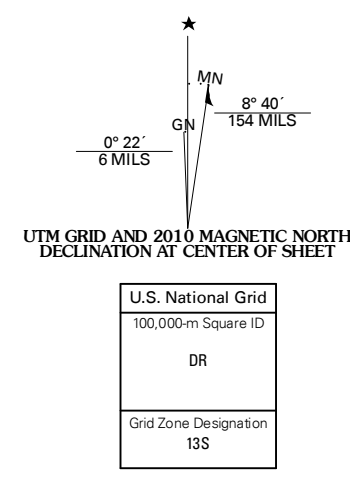 MN
8° 40´
154 MILS
GN
0° 22´
6 MILS
UTM GRID AND 2010 MAGNETIC NORTH
DECLINATION AT CENTER OF SHEET
U.S. National Grid
100,000-m Square ID
DR
Grid Zone Designation
13S